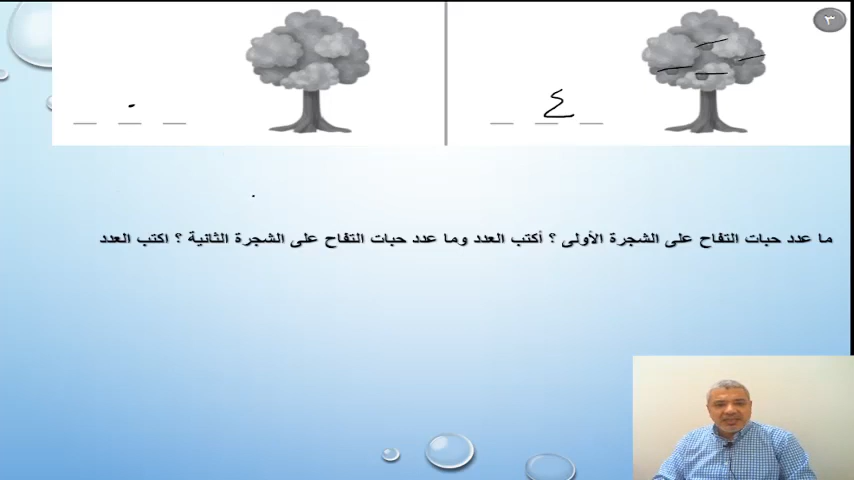 ٣
٤
٠
ما عدد حبات التفاح على الشجرة الأولى ؟ أكتب العدد وما عدد حبات التفاح على الشجرة الثانية ؟ اكتب العدد